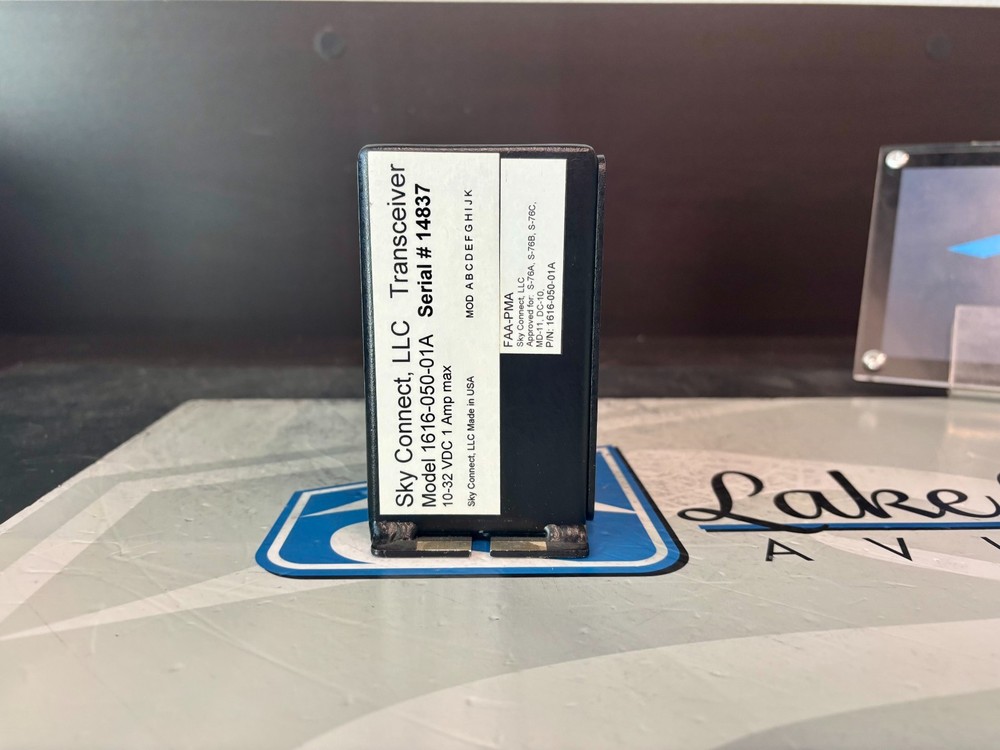 Sky Connect, LLC Transceiver
Model 1616-050-01A Serial # 14837
10-32 VDC 1 Amp max
MOD A B C D E F G H I J K
Sky Connect, LLC Made in USA
FAA-PMA
Sky Connect, LLC
Approved for: S-76A, S-76B, S-76C,
MD-11, DC-10,
P/N: 1616-050-01A
Lake
A V